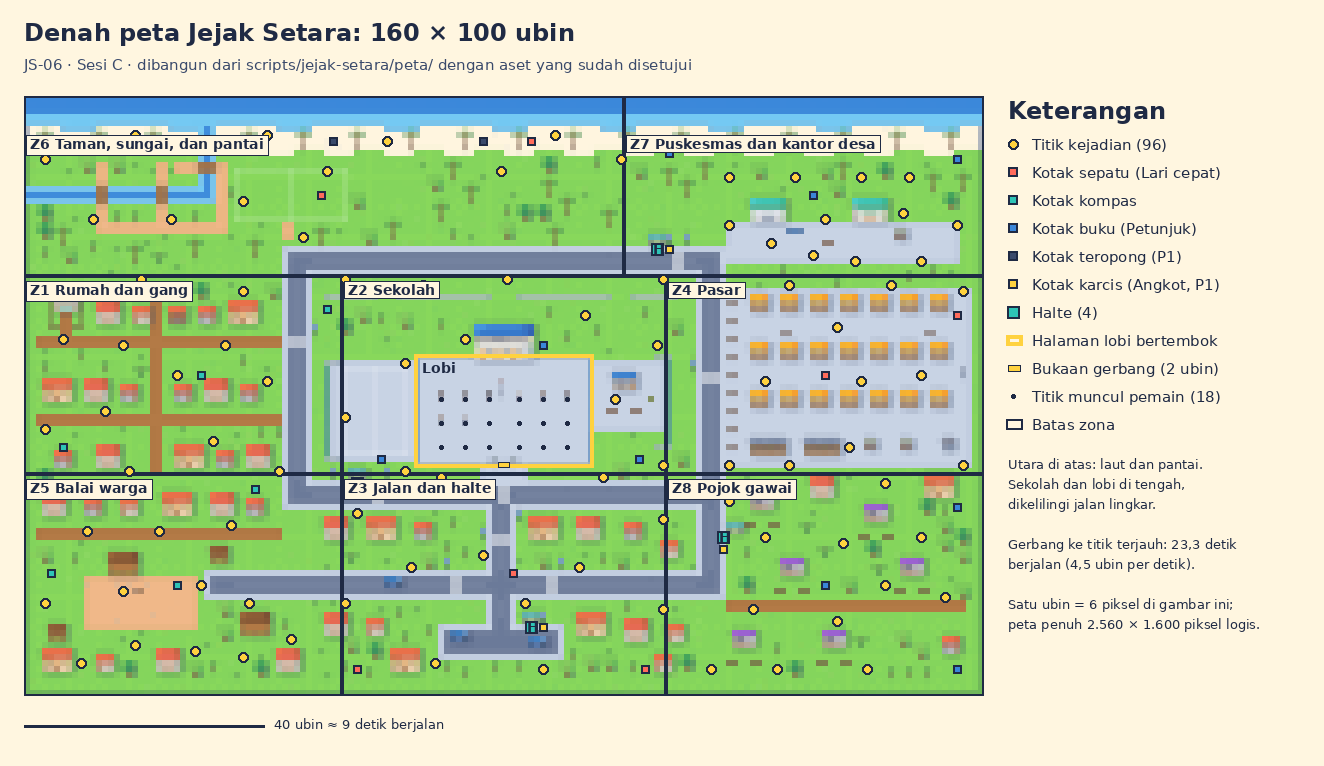 Denah peta Jejak Setara: 160 × 100 ubin
JS-06 · Sesi C · dibangun dari scripts/jejak-setara/peta/ dengan aset yang sudah disetujui
Z6 Taman, sungai, dan pantai
Z7 Puskesmas dan kantor desa
Z1 Rumah dan gang
Z2 Sekolah
Z4 Pasar
Lobi
Z5 Balai warga
Z3 Jalan dan halte
Z8 Pojok gawai
40 ubin ≈ 9 detik berjalan
Keterangan
Titik kejadian (96)
Kotak sepatu (Lari cepat)
Kotak kompas
Kotak buku (Petunjuk)
Kotak teropong (P1)
Kotak karcis (Angkot, P1)
Halte (4)
Halaman lobi bertembok
Bukaan gerbang (2 ubin)
Titik muncul pemain (18)
Batas zona
Utara di atas: laut dan pantai.
Sekolah dan lobi di tengah,
dikelilingi jalan lingkar.
Gerbang ke titik terjauh: 23,3 detik
berjalan (4,5 ubin per detik).
Satu ubin = 6 piksel di gambar ini;
peta penuh 2.560 × 1.600 piksel logis.